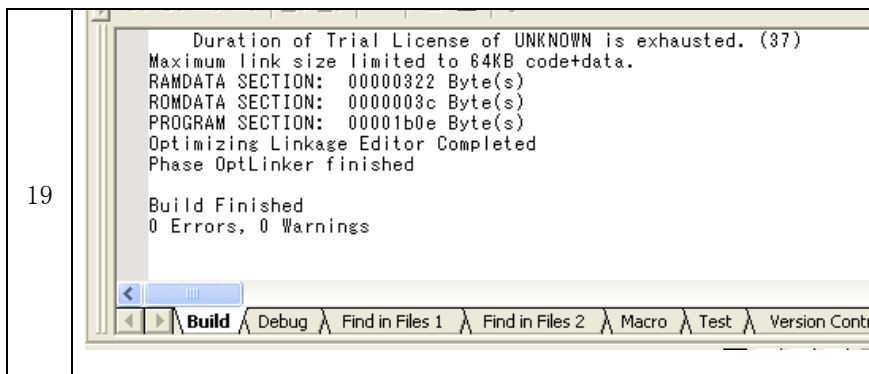 19
Duration of Trial License of UNKNOWN is exhausted. (37)
Maximum link size limited to 64KB code+data.
RAMDATA SECTION:  00000322 Byte(s)
ROMDATA SECTION:  0000003c Byte(s)
PROGRAM SECTION:  00001b0e Byte(s)
Optimizing Linkage Editor Completed
Phase OptLinker finished
Build Finished
0 Errors, 0 Warnings
Build Debug Find in Files 1 Find in Files 2 Macro Test Version Contr